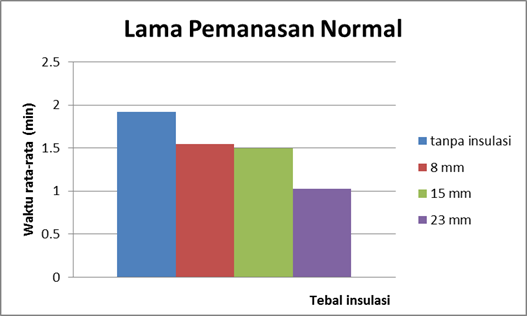 Lama Pemanasan Normal
Waktu rata-rata (min)
2.5
2
1.5
1
0.5
0
tanpa insulasi
8 mm
15 mm
23 mm
Tebal insulasi